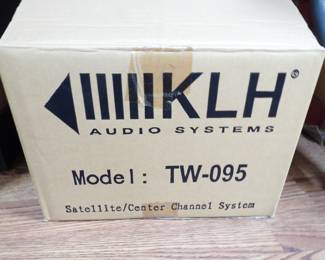 KLH®
AUDIO SYSTEMS
Model: TW-095
Satellite/Center Channel System